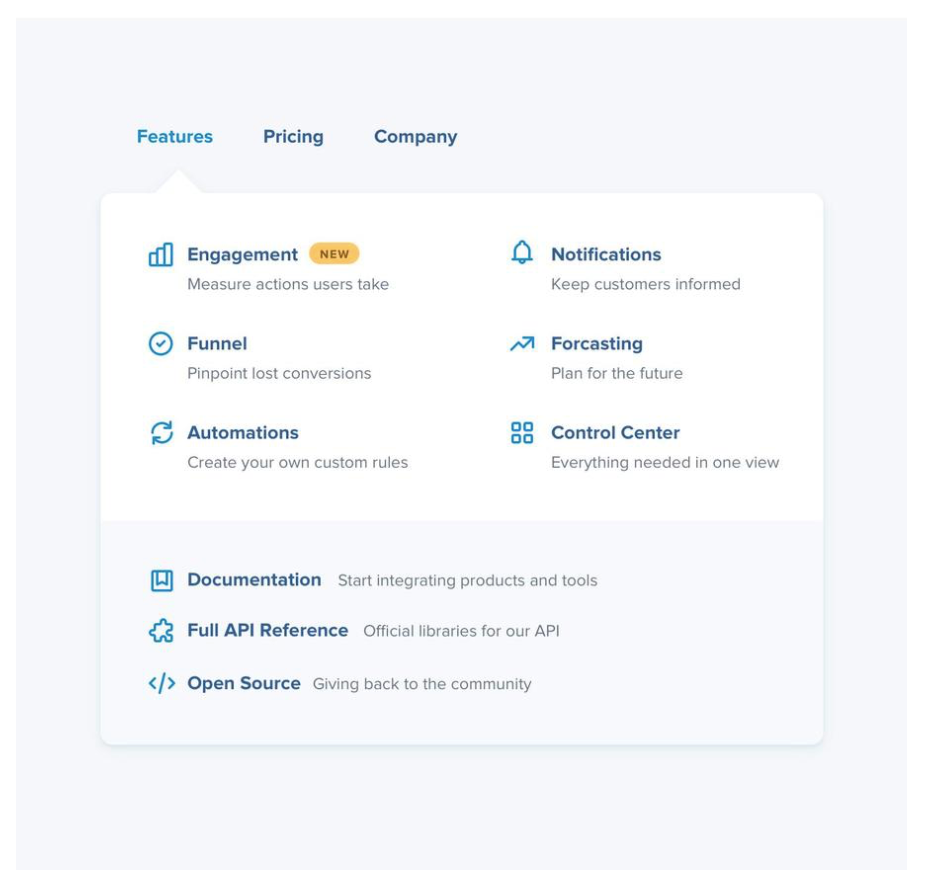 Features Pricing Company
Engagement NEW
Measure actions users take
Notifications
Keep customers informed
Funnel
Pinpoint lost conversions
Forcasting
Plan for the future
Automations
Create your own custom rules
Control Center
Everything needed in one view
Documentation Start integrating products and tools
Full API Reference Official libraries for our API
Open Source Giving back to the community